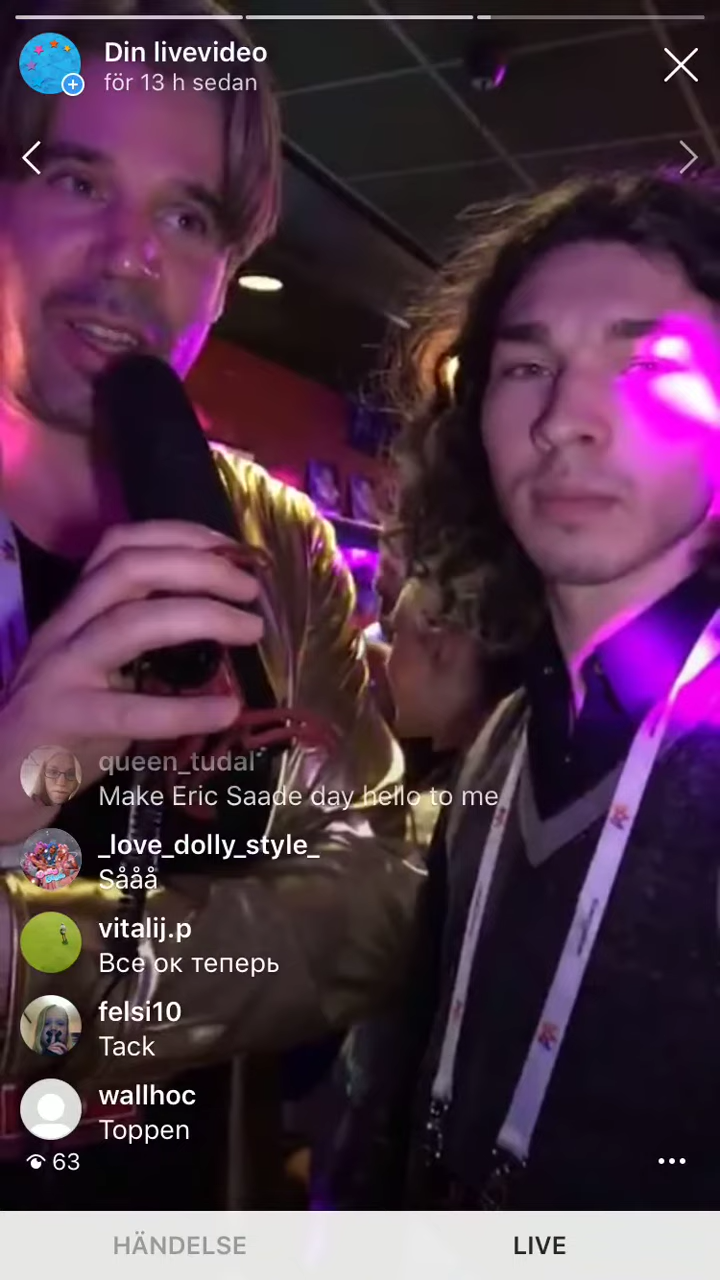 Din livevideo
för 13 h sedan
queen_tudal
Make Eric Saade day hello to me
_love_dolly_style_
Sååå
vitalij.p
Все ок теперь
felsi10
Tack
wallhoc
Toppen
63
HÄNDELSE
LIVE